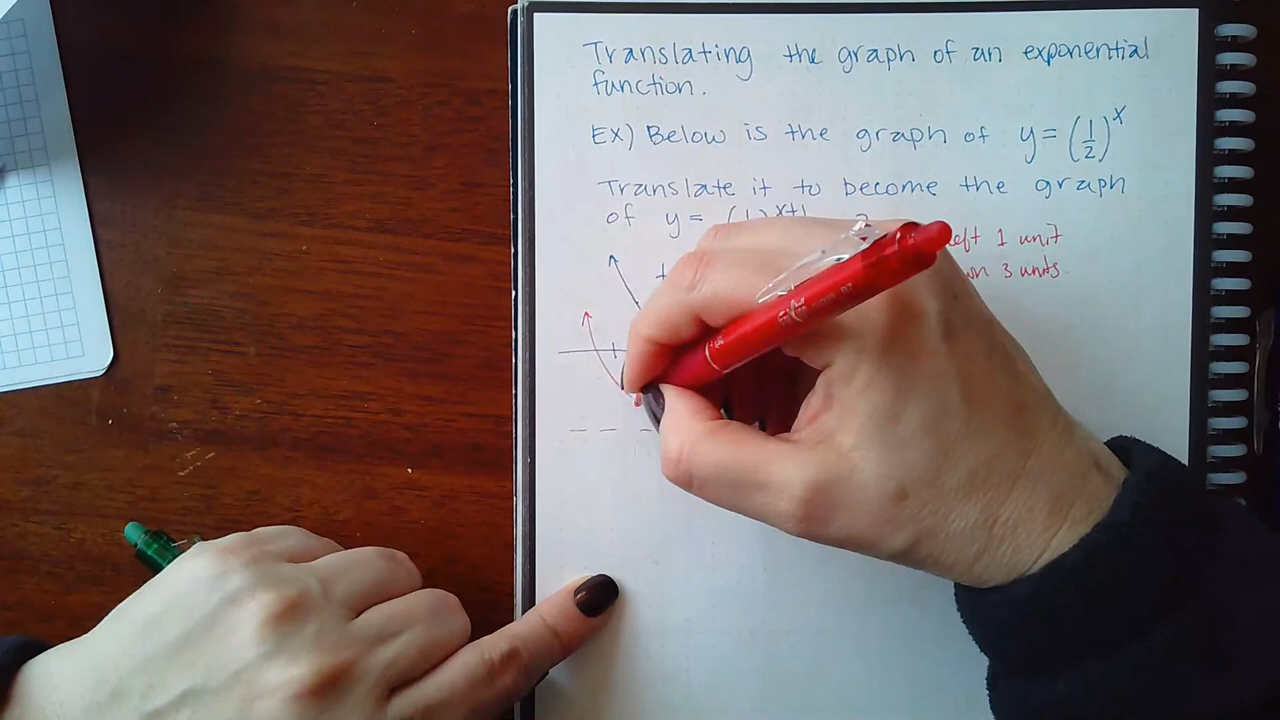 Translating the graph of an exponential
function.
EX) Below is the graph of y = (1/2)^x
Translate it to become the graph
of y =
left 1 unit
3 units